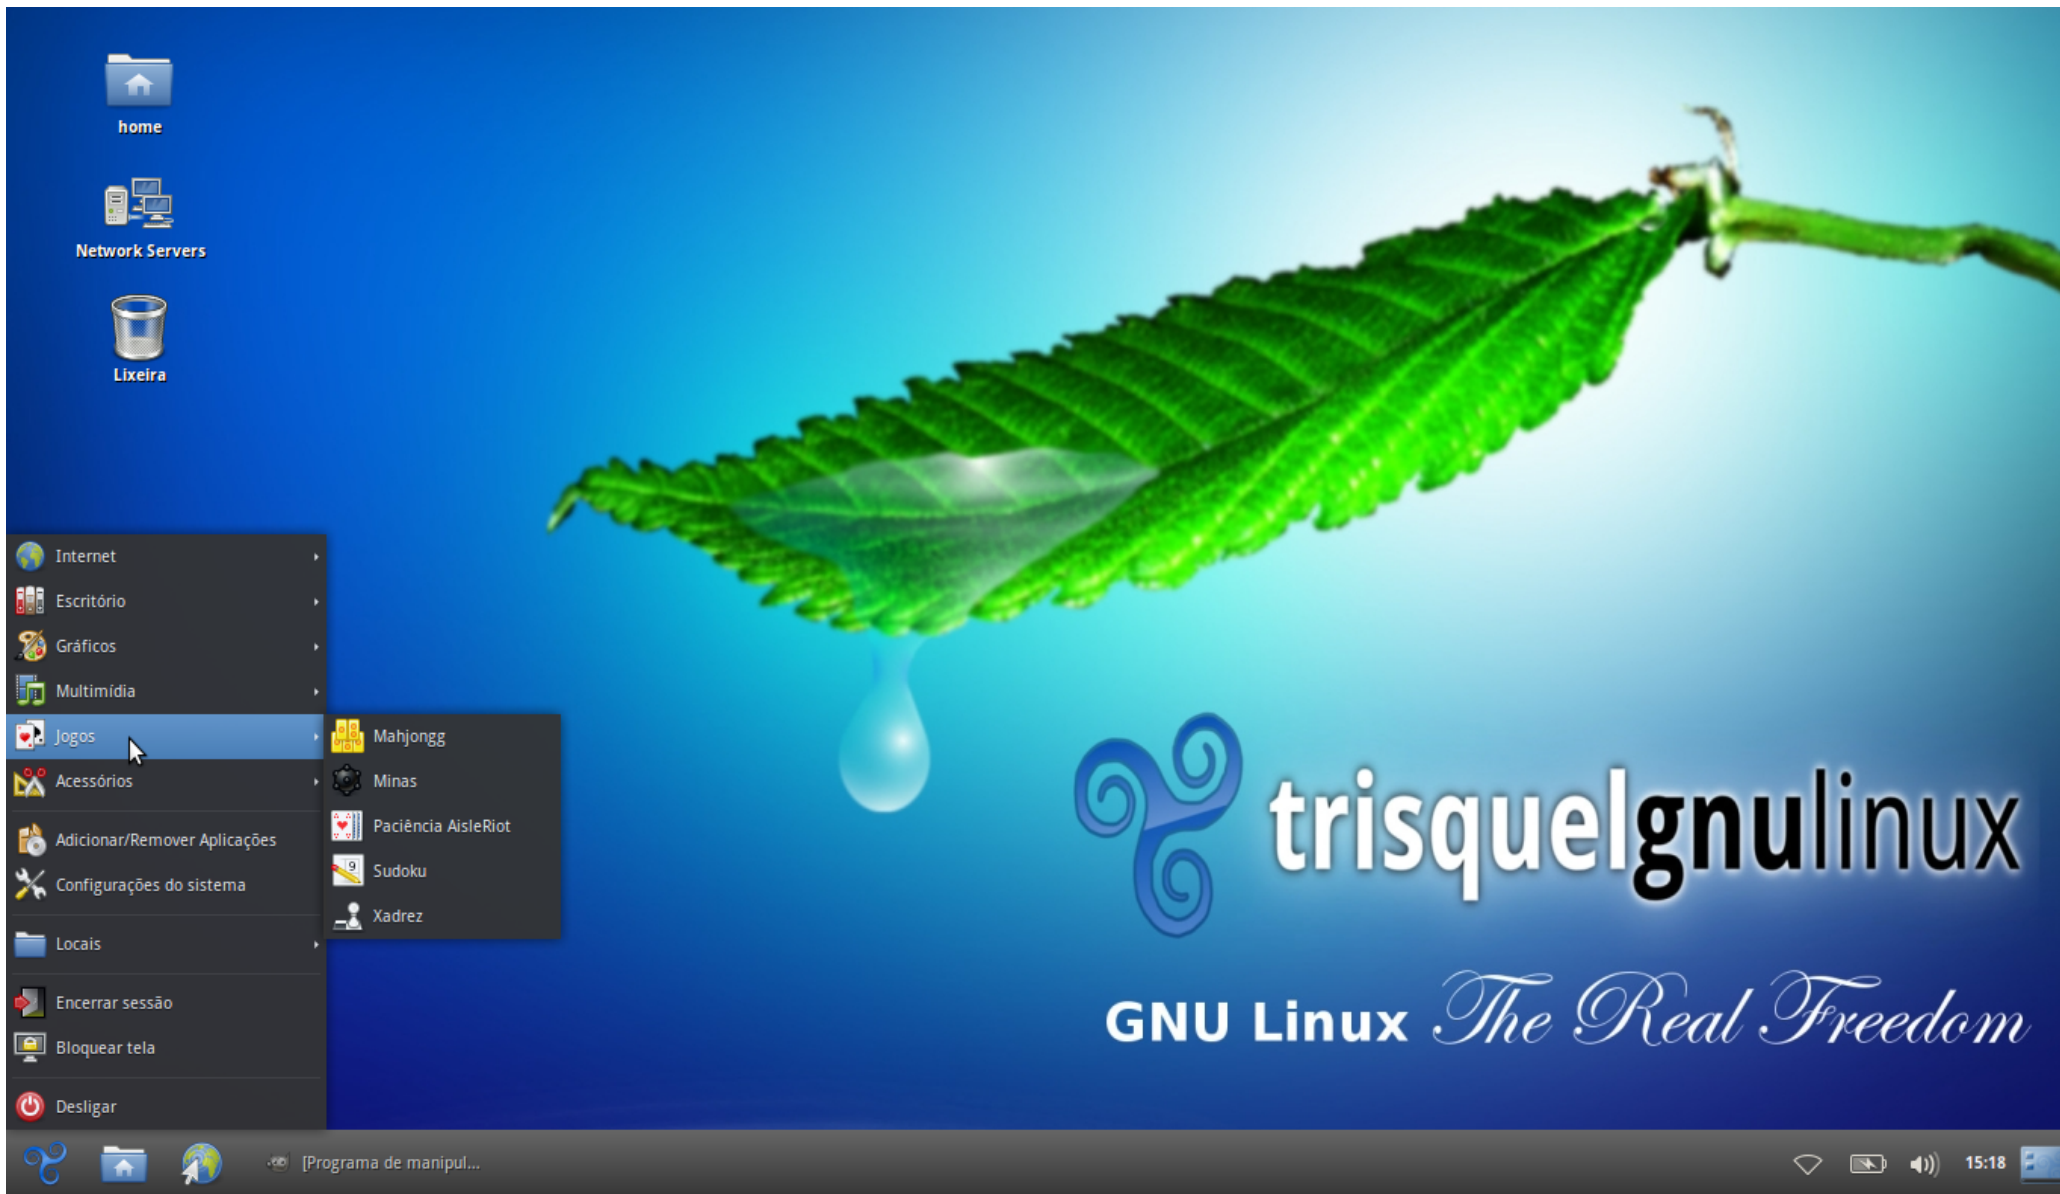 home
Network Servers
Lixeira
Internet
Escritório
Gráficos
Multimídia
Jogos
Acessórios
Adicionar/Remover Aplicações
Configurações do sistema
Locais
Encerrar sessão
Bloquear tela
Desligar
Mahjongg
Minas
Paciência AisleRiot
Sudoku
9
Xadrez
trisquelgnulinux
GNU Linux The Real Freedom
[Programa de manipul...
15:18